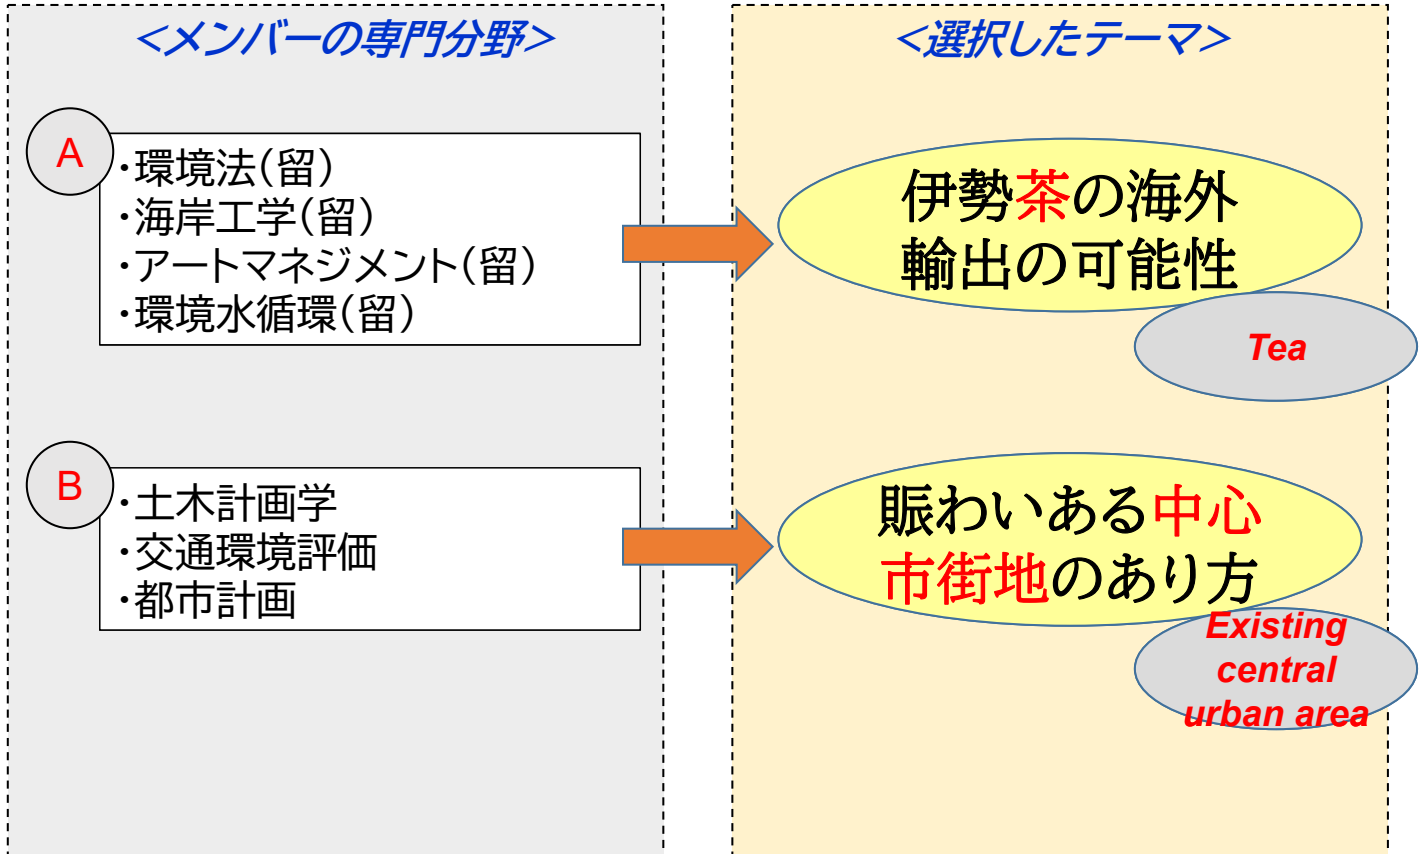 <メンバーの専門分野>
<選択したテーマ>
A
・環境法(留)
・海岸工学(留)
・アートマネジメント(留)
・環境水循環(留)
伊勢茶の海外
輸出の可能性
Tea
B
・土木計画学
・交通環境評価
・都市計画
賑わいある中心
市街地のあり方
Existing
central
urban area